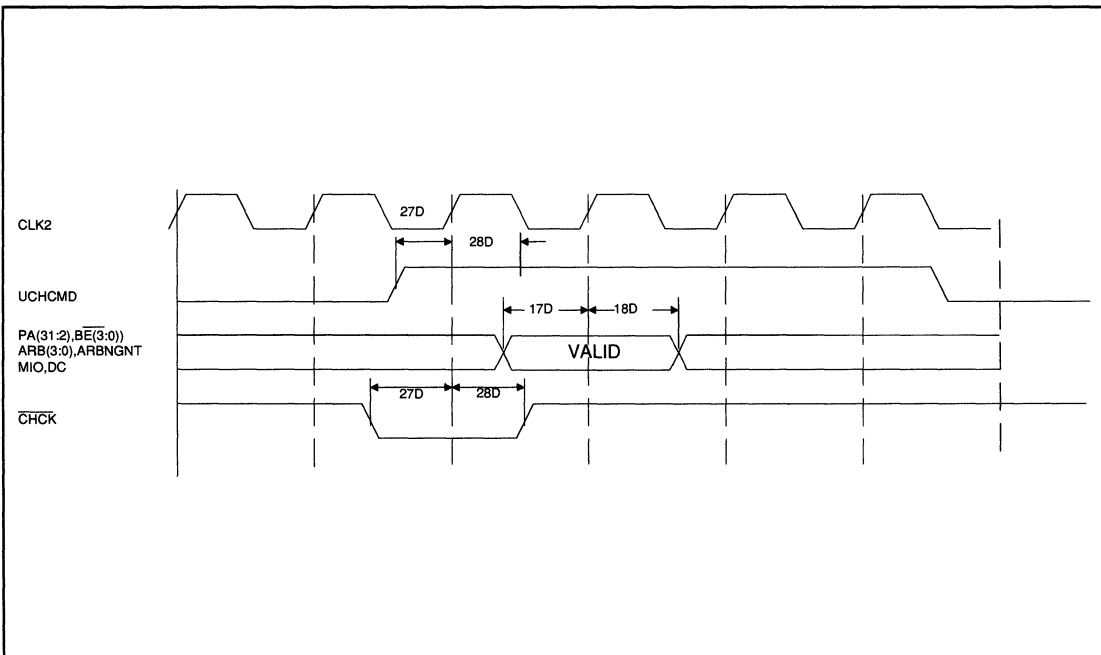 27D
CLK2
28D
UCHCMD
17D 18D
PA(31:2),BE(3:0))
ARB(3:0),ARBNGNT
VALID
MIO,DC
27D 28D
CHCK